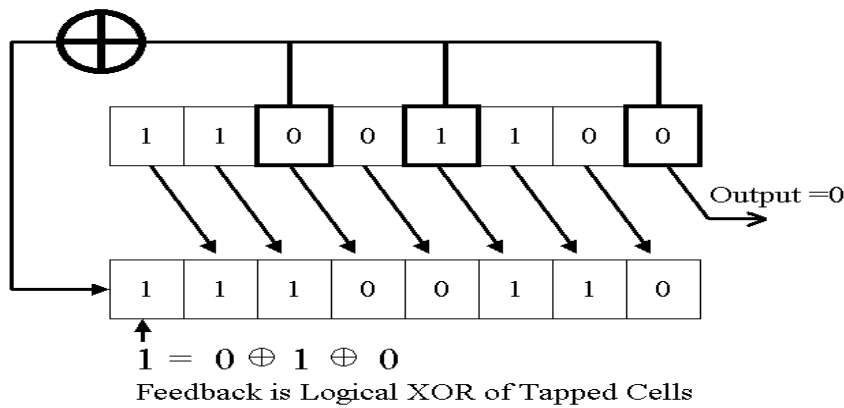 1 1 0 0 1 1 0 0
Output =0
1 1 1 0 0 1 1 0
1 = 0 ⊕ 1 ⊕ 0
Feedback is Logical XOR of Tapped Cells